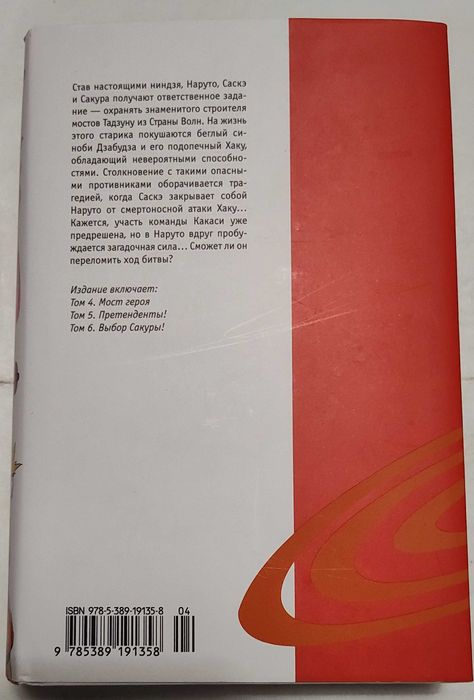 Став настоящими ниндзя, Наруто, Саскэ
и Сакура получают ответственное зада-
ние — охранять знаменитого строителя
мостов Тадзуну из Страны Волн. На жизнь
этого старика покушаются беглый си-
ноби Дзабудза и его подопечный Хаку,
обладающий невероятными способно-
стями. Столкновение с такими опасны-
ми противниками оборачивается тра-
гедией, когда Саскэ закрывает собой
Наруто от смертоносной атаки Хаку...
Кажется, участь команды Какаси уже
предрешена, но в Наруто вдруг пробу-
ждается загадочная сила... Сможет ли он
переломить ход битвы?
Издание включает:
Том 4. Мост героя
Том 5. Претенденты!
Том 6. Выбор Сакуры!
ISBN 978-5-389-19135-8 04
9 785389 191358